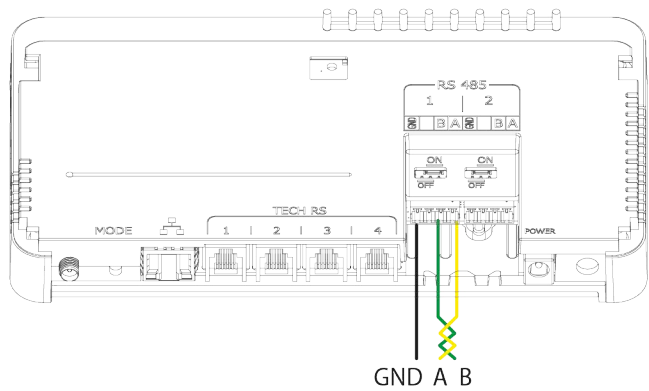 RS 485
1 2
GND B A GND B A
ON ON
OFF OFF
TECH RS
MODE 1 2 3 4 POWER
GND A B